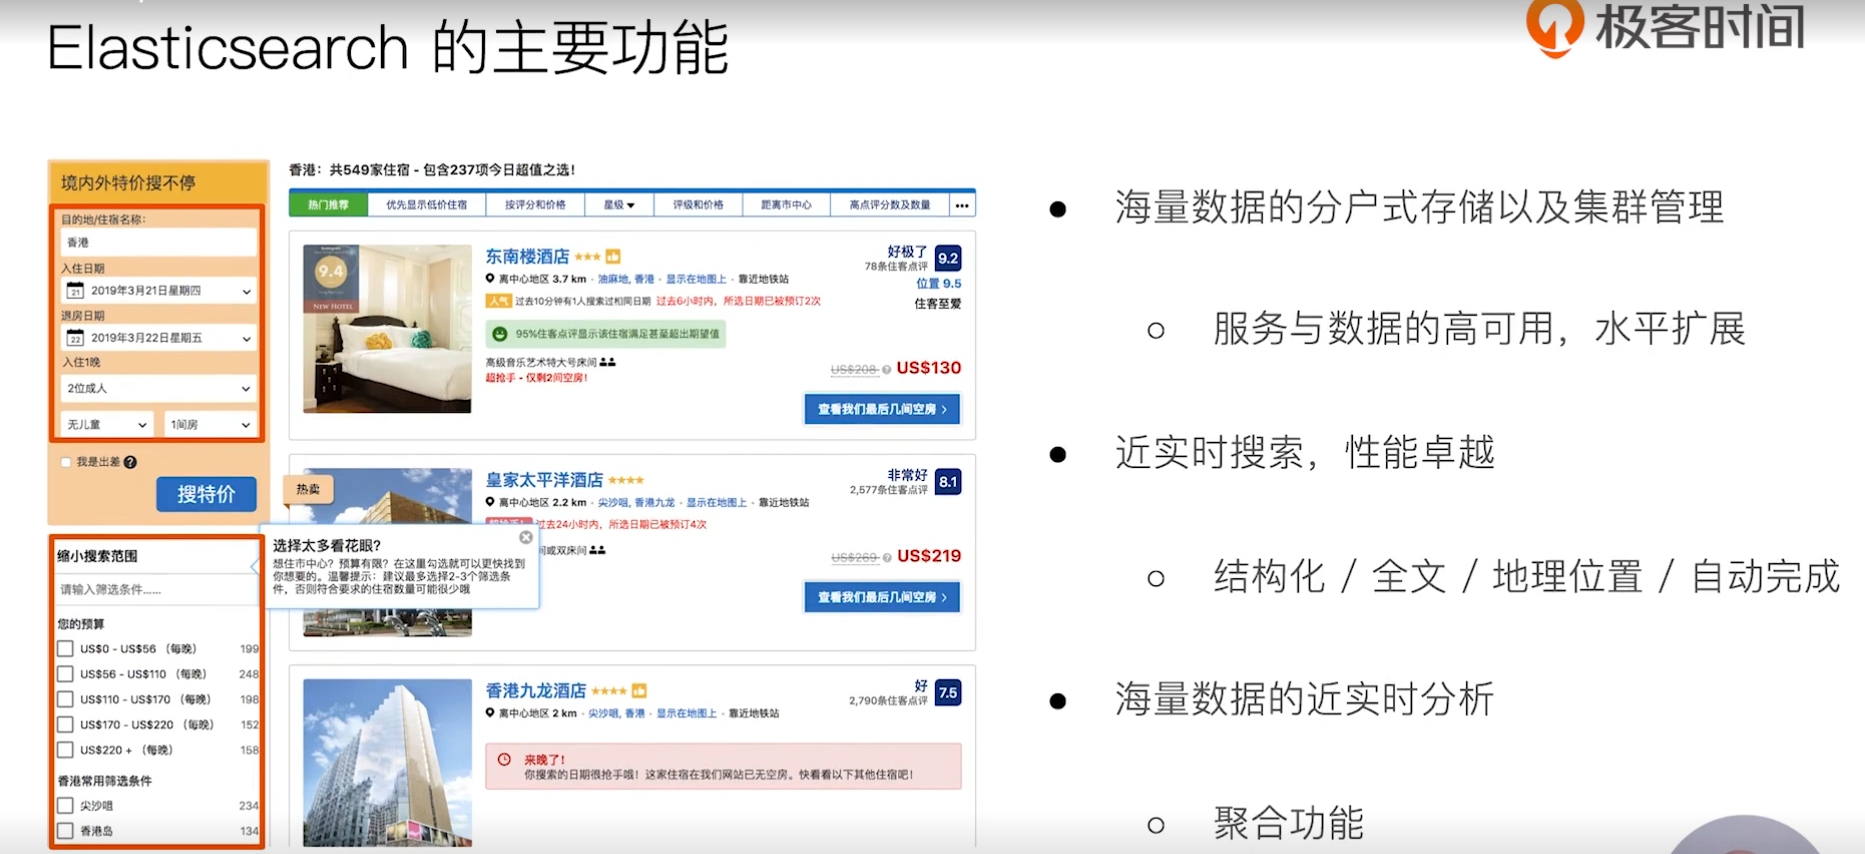 Elasticsearch 的主要功能
极客时间
境内外特价搜不停
目的地/住宿名称：
香港
入住日期
21
2019年3月21日星期四
退房日期
22
2019年3月22日星期五
入住1晚
2位成人
无儿童
1间房
我是出差
搜特价
缩小搜索范围
请输入筛选条件......
您的预算
US$0 - US$56 （每晚） 199
US$56 - US$110 （每晚） 248
US$110 - US$170 （每晚） 198
US$170 - US$220 （每晚） 152
US$220 + （每晚） 158
香港常用筛选条件
尖沙咀 234
香港岛 134
香港：共549家住宿 - 包含237项今日超值之选！
热门推荐 优先显示低价住宿 按评分和价格 星级 评级和价格 距离市中心 高点评分数及数量 •••
9.4
NEW HOTEL
东南楼酒店
离中心地区 3.7 km - 油麻地, 香港 - 显示在地图上 - 靠近地铁站
人气 过去10分钟有1人搜索过相同日期 过去6小时内，所选日期已被预订2次
95%住客点评显示该住宿满足甚至超出期望值
高级音乐艺术特大号床间
超抢手 - 仅剩2间空房！
好极了 9.2
78条住客点评
位置 9.5
住客至爱
US$208 US$130
查看我们最后几间空房
热卖
皇家太平洋酒店
离中心地区 2.2 km - 尖沙咀, 香港九龙 - 显示在地图上 - 靠近地铁站
过去24小时内，所选日期已被预订4次
间或双床间
非常好 8.1
2,577条住客点评
US$269 US$219
查看我们最后几间空房
选择太多看花眼?
想住市中心？预算有限？在这里勾选就可以更快找到
你想要的。温馨提示：建议最多选择2-3个筛选条
件，否则符合要求的住宿数量可能很少哦
香港九龙酒店
离中心地区 2 km - 尖沙咀, 香港 - 显示在地图上 - 靠近地铁站
好 7.5
2,790条住客点评
来晚了！
你搜索的日期很抢手哦！这家住宿在我们网站已无空房。快看看以下其他住宿吧！
海量数据的分户式存储以及集群管理
服务与数据的高可用，水平扩展
近实时搜索，性能卓越
结构化 / 全文 / 地理位置 / 自动完成
海量数据的近实时分析
聚合功能